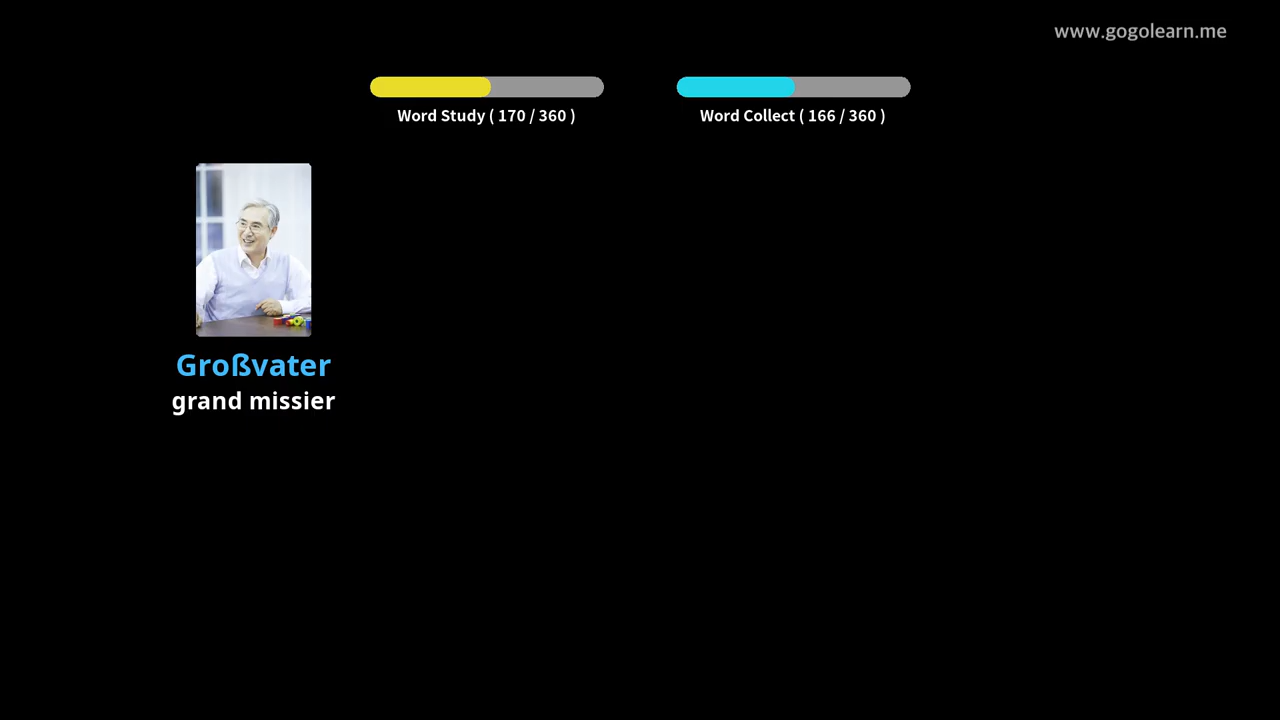 www.gogolearn.me
Word Study ( 170 / 360 )
Word Collect ( 166 / 360 )
Großvater
grand missier